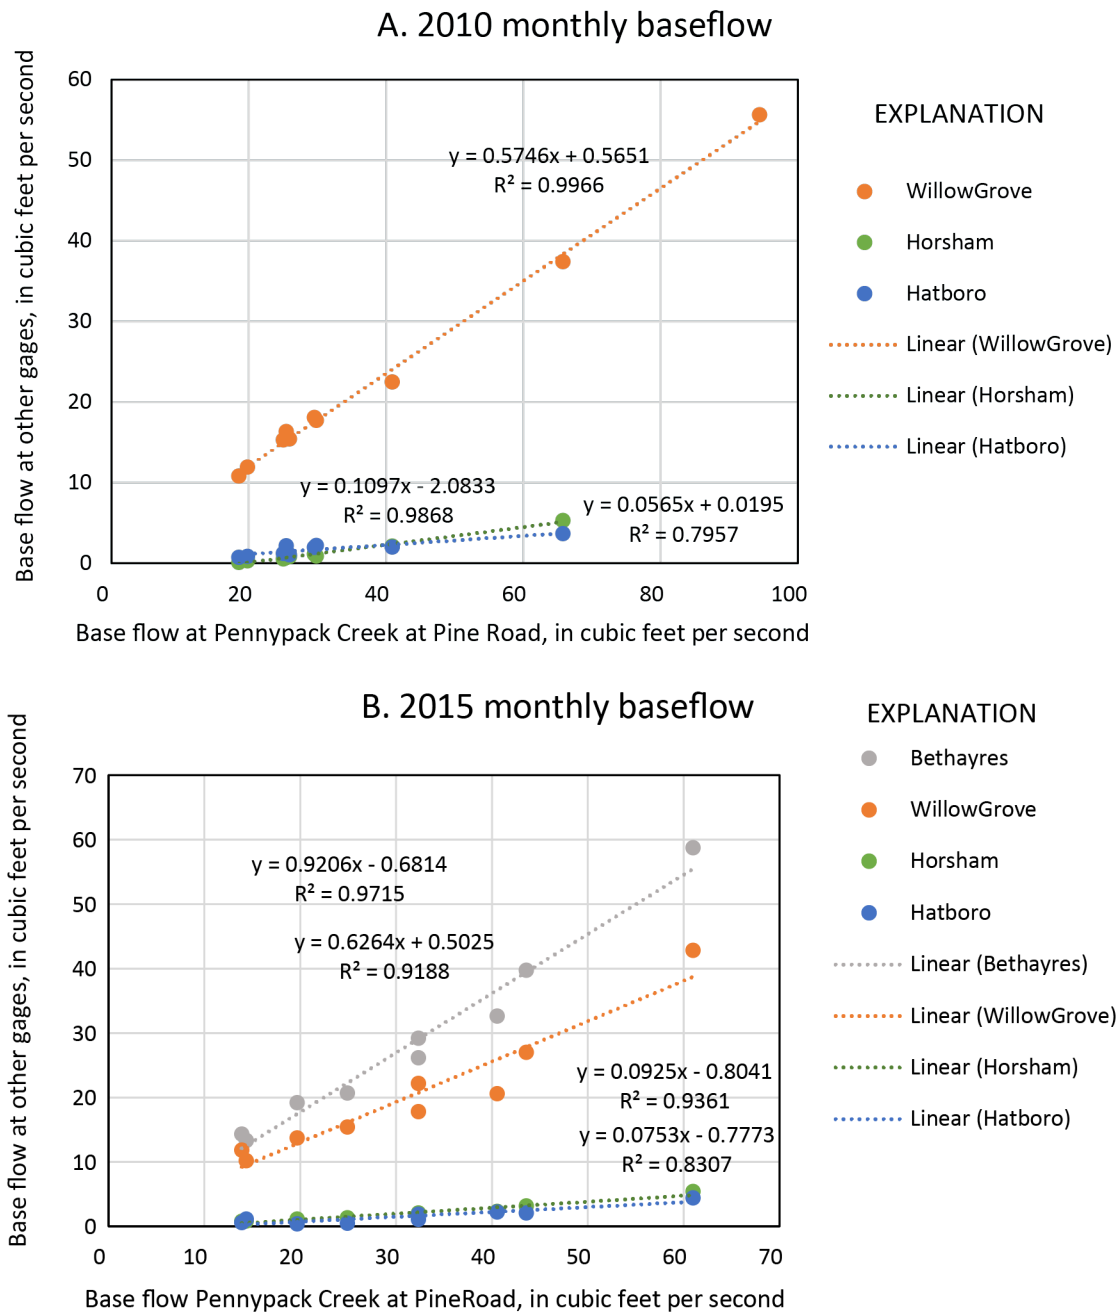 A. 2010 monthly baseflow
Base flow at other gages, in cubic feet per second
60
50
40
30
20
10
0
y = 0.5746x + 0.5651
R² = 0.9966
y = 0.1097x - 2.0833
R² = 0.9868
y = 0.0565x + 0.0195
R² = 0.7957
0 20 40 60 80 100
Base flow at Pennypack Creek at Pine Road, in cubic feet per second
EXPLANATION
WillowGrove
Horsham
Hatboro
Linear (WillowGrove)
Linear (Horsham)
Linear (Hatboro)
B. 2015 monthly baseflow
Base flow at other gages, in cubic feet per second
70
60
50
40
30
20
10
0
y = 0.9206x - 0.6814
R² = 0.9715
y = 0.6264x + 0.5025
R² = 0.9188
y = 0.0925x - 0.8041
R² = 0.9361
y = 0.0753x - 0.7773
R² = 0.8307
0 10 20 30 40 50 60 70
Base flow Pennypack Creek at PineRoad, in cubic feet per second
EXPLANATION
Bethayres
WillowGrove
Horsham
Hatboro
Linear (Bethayres)
Linear (WillowGrove)
Linear (Horsham)
Linear (Hatboro)